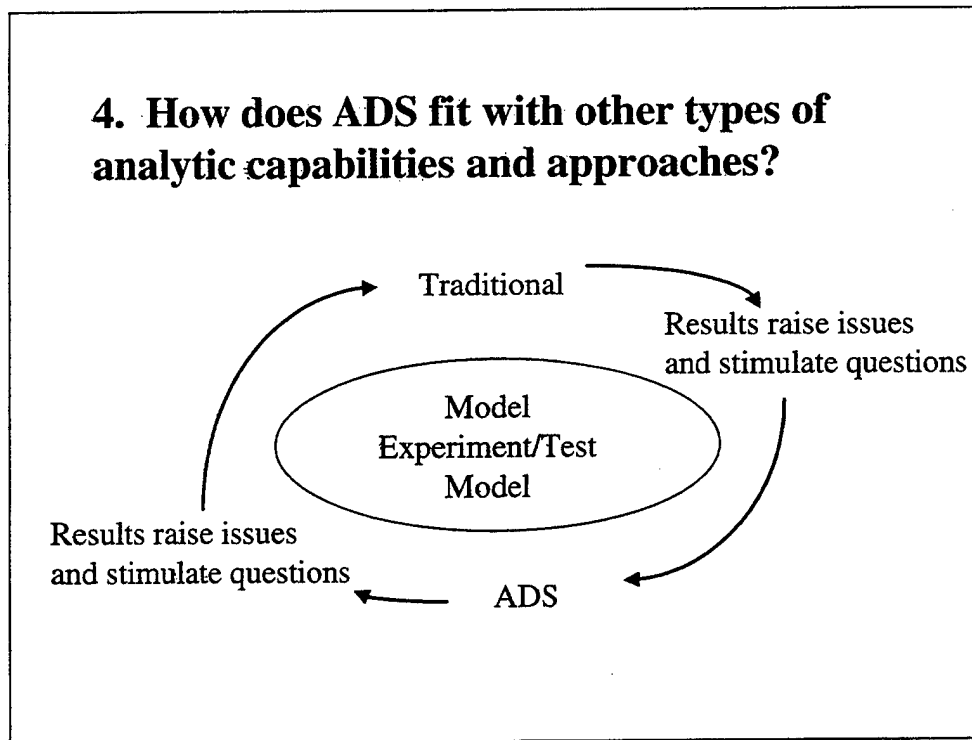 4. How does ADS fit with other types of
analytic capabilities and approaches?
Traditional
Results raise issues
and stimulate questions
Model
Experiment/Test
Model
Results raise issues
and stimulate questions
ADS